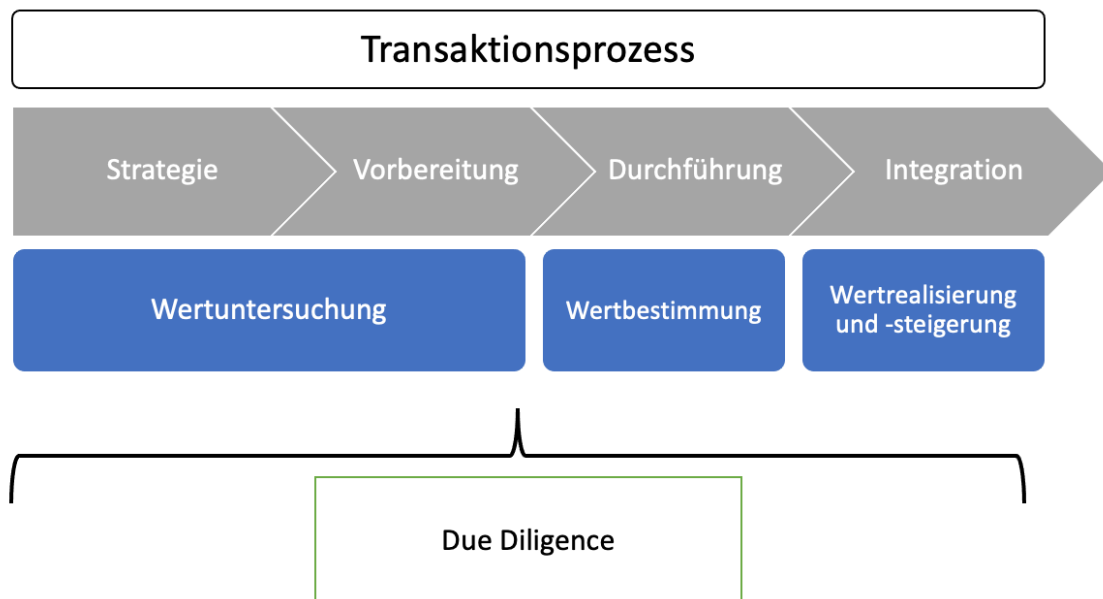 Transaktionsprozess
Strategie
Vorbereitung
Durchführung
Integration
Wertuntersuchung
Wertbestimmung
Wertrealisierung
und -steigerung
Due Diligence